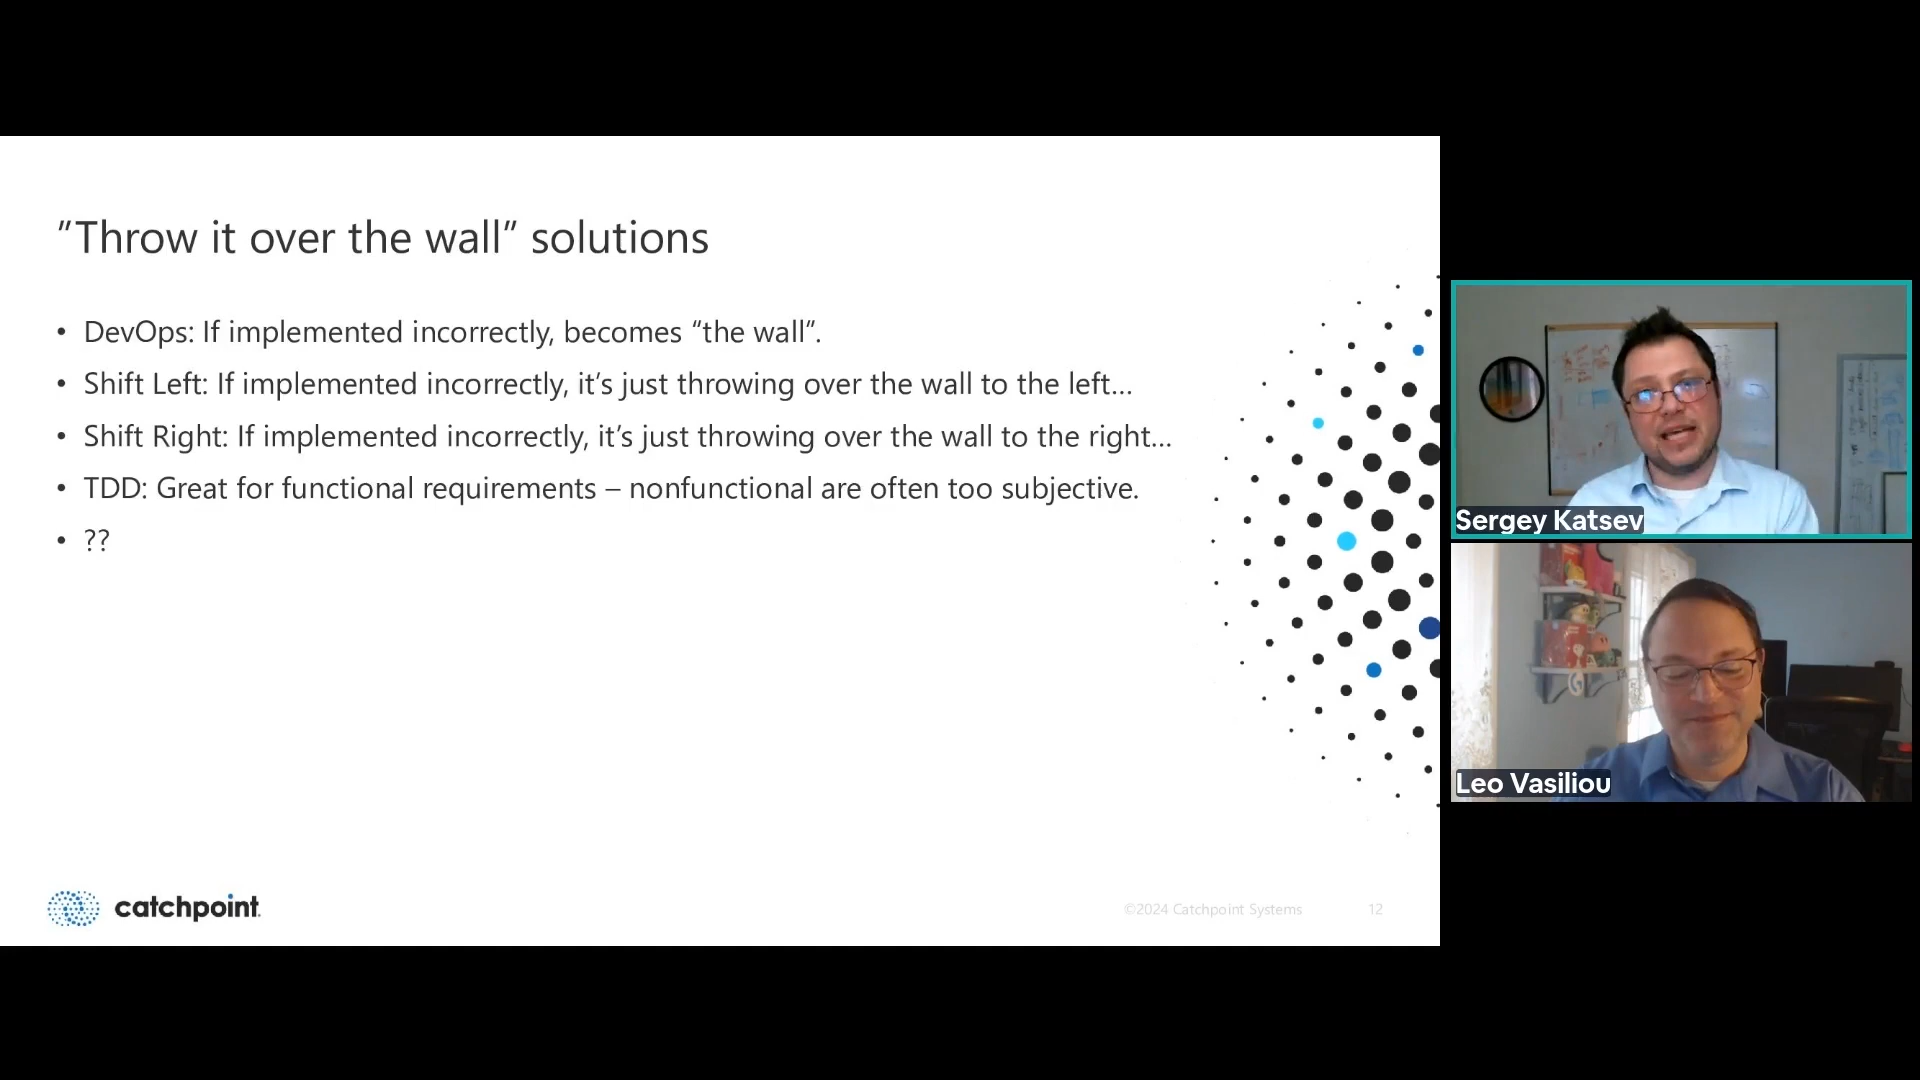 ”Throw it over the wall” solutions
• DevOps: If implemented incorrectly, becomes “the wall”.
• Shift Left: If implemented incorrectly, it’s just throwing over the wall to the left...
• Shift Right: If implemented incorrectly, it’s just throwing over the wall to the right...
• TDD: Great for functional requirements – nonfunctional are often too subjective.
• ??
catchpoint.
©2024 Catchpoint Systems
12
Sergey Katsev
Leo Vasiliou